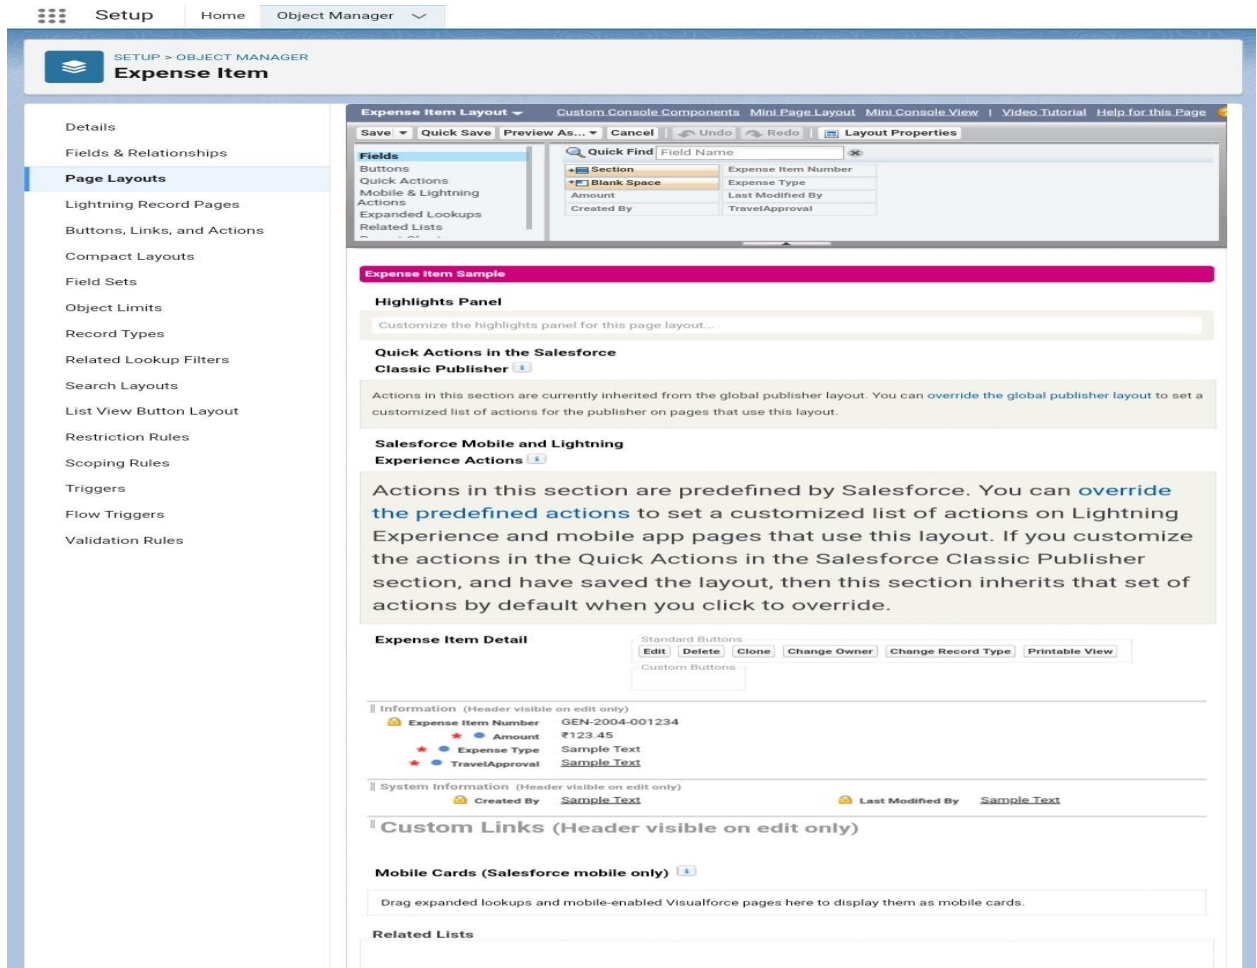 Setup
Home
Object Manager
SETUP > OBJECT MANAGER
Expense Item
Details
Fields & Relationships
Page Layouts
Lightning Record Pages
Buttons, Links, and Actions
Compact Layouts
Field Sets
Object Limits
Record Types
Related Lookup Filters
Search Layouts
List View Button Layout
Restriction Rules
Scoping Rules
Triggers
Flow Triggers
Validation Rules
Expense Item Layout Custom Console Components Mini Page Layout Mini Console View | Video Tutorial Help for this Page
Save Quick Save Preview As... Cancel Undo Redo Layout Properties
Fields
Buttons
Quick Actions
Mobile & Lightning
Actions
Expanded Lookups
Related Lists
Quick Find Field Name
Section Expense Item Number
Blank Space Expense Type
Amount Last Modified By
Created By TravelApproval
Expense Item Sample
Highlights Panel
Customize the highlights panel for this page layout...
Quick Actions in the Salesforce
Classic Publisher i
Actions in this section are currently inherited from the global publisher layout. You can override the global publisher layout to set a
customized list of actions for the publisher on pages that use this layout.
Salesforce Mobile and Lightning
Experience Actions i
Actions in this section are predefined by Salesforce. You can override
the predefined actions to set a customized list of actions on Lightning
Experience and mobile app pages that use this layout. If you customize
the actions in the Quick Actions in the Salesforce Classic Publisher
section, and have saved the layout, then this section inherits that set of
actions by default when you click to override.
Expense Item Detail
Standard Buttons
Edit Delete Clone Change Owner Change Record Type Printable View
Custom Buttons
Information (Header visible on edit only)
Expense Item Number GEN-2004-001234
Amount ₹123.45
Expense Type Sample Text
TravelApproval Sample Text
System Information (Header visible on edit only)
Created By Sample Text Last Modified By Sample Text
Custom Links (Header visible on edit only)
Mobile Cards (Salesforce mobile only) i
Drag expanded lookups and mobile-enabled Visualforce pages here to display them as mobile cards.
Related Lists